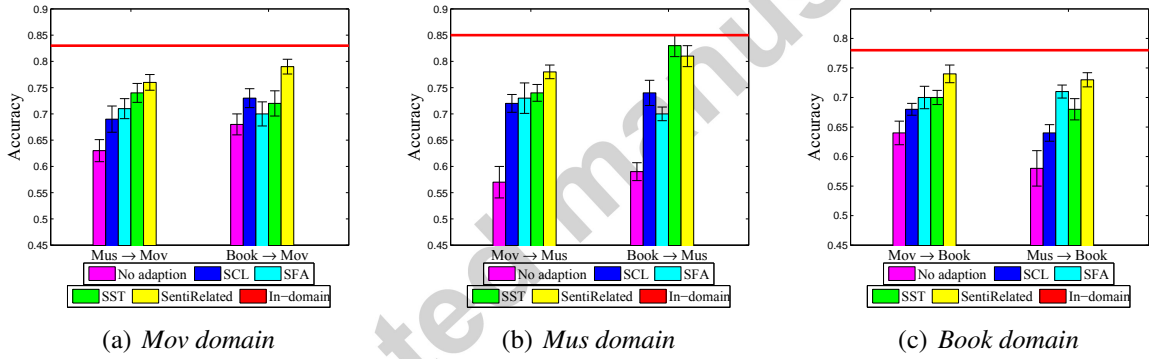 0.9
0.85
0.8
0.75
0.7
0.65
0.6
0.55
0.5
0.45
Accuracy
Mus → Mov
Book → Mov
No adaption
SCL
SFA
SST
SentiRelated
In-domain
(a) Mov domain
0.9
0.85
0.8
0.75
0.7
0.65
0.6
0.55
0.5
0.45
Accuracy
Mov → Mus
Book → Mus
No adaption
SCL
SFA
SST
SentiRelated
In-domain
(b) Mus domain
0.8
0.75
0.7
0.65
0.6
0.55
0.5
0.45
Accuracy
Mov → Book
Mus → Book
No adaption
SCL
SFA
SST
SentiRelated
In-domain
(c) Book domain